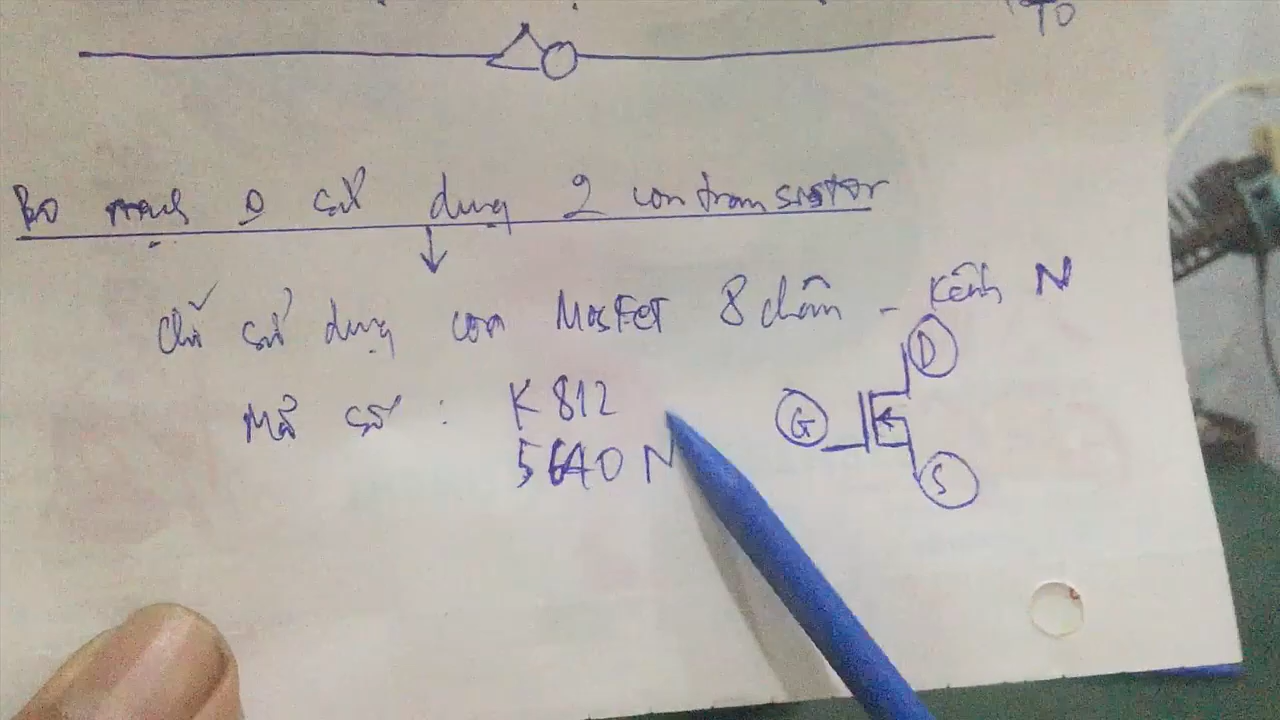 Bo mạch D sử dụng 2 con transistor
chỉ sử dụng con MosFET 8 chân - Kênh N
Mã số : K812
5640 N
D
G
S